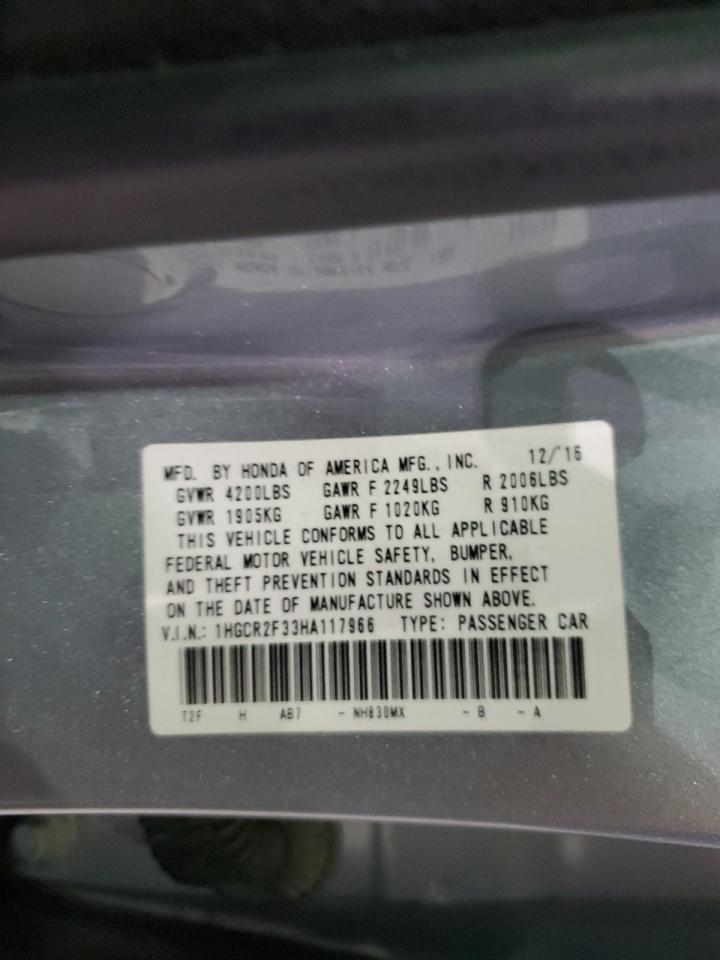 MFD. BY HONDA OF AMERICA MFG., INC. 12/16
GVWR 4200LBS GAWR F 2249LBS R 2006LBS
GVWR 1905KG GAWR F 1020KG R 910KG
THIS VEHICLE CONFORMS TO ALL APPLICABLE
FEDERAL MOTOR VEHICLE SAFETY, BUMPER,
AND THEFT PREVENTION STANDARDS IN EFFECT
ON THE DATE OF MANUFACTURE SHOWN ABOVE.
V.I.N.: 1HGCR2F33HA117966 TYPE: PASSENGER CAR
T2F H AB7 - NH830MX - B - A